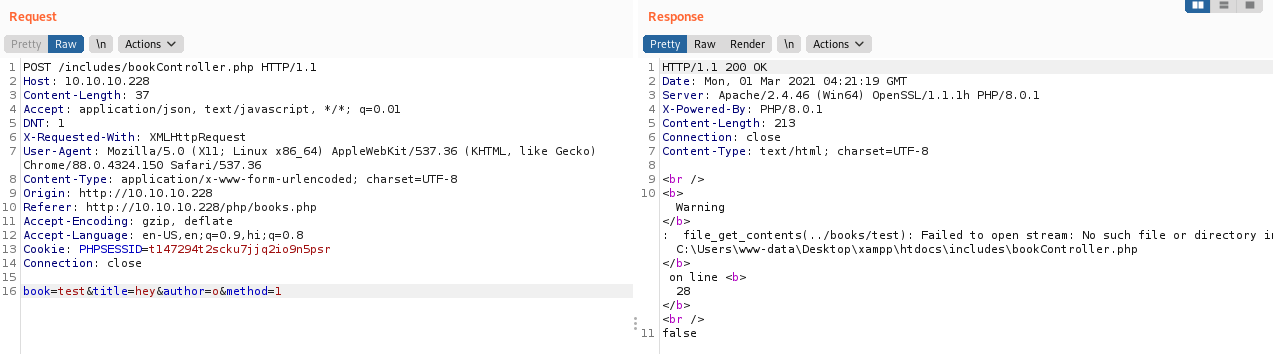 Request
Pretty Raw \n Actions
1 POST /includes/bookController.php HTTP/1.1
2 Host: 10.10.10.228
3 Content-Length: 37
4 Accept: application/json, text/javascript, */*; q=0.01
5 DNT: 1
6 X-Requested-With: XMLHttpRequest
7 User-Agent: Mozilla/5.0 (X11; Linux x86_64) AppleWebKit/537.36 (KHTML, like Gecko)
Chrome/88.0.4324.150 Safari/537.36
8 Content-Type: application/x-www-form-urlencoded; charset=UTF-8
9 Origin: http://10.10.10.228
10 Referer: http://10.10.10.228/php/books.php
11 Accept-Encoding: gzip, deflate
12 Accept-Language: en-US,en;q=0.9,hi;q=0.8
13 Cookie: PHPSESSID=t147294t2scku7jjq2io9n5psr
14 Connection: close
15
16 book=test&title=hey&author=o&method=1
Response
Pretty Raw Render \n Actions
1 HTTP/1.1 200 OK
2 Date: Mon, 01 Mar 2021 04:21:19 GMT
3 Server: Apache/2.4.46 (Win64) OpenSSL/1.1.1h PHP/8.0.1
4 X-Powered-By: PHP/8.0.1
5 Content-Length: 213
6 Connection: close
7 Content-Type: text/html; charset=UTF-8
8
9 <br />
10 <b>
Warning
</b>
: file_get_contents(../books/test): Failed to open stream: No such file or directory
C:\Users\www-data\Desktop\xampp\htdocs\includes\bookController.php
</b>
on line <b>
28
</b>
<br />
11 false